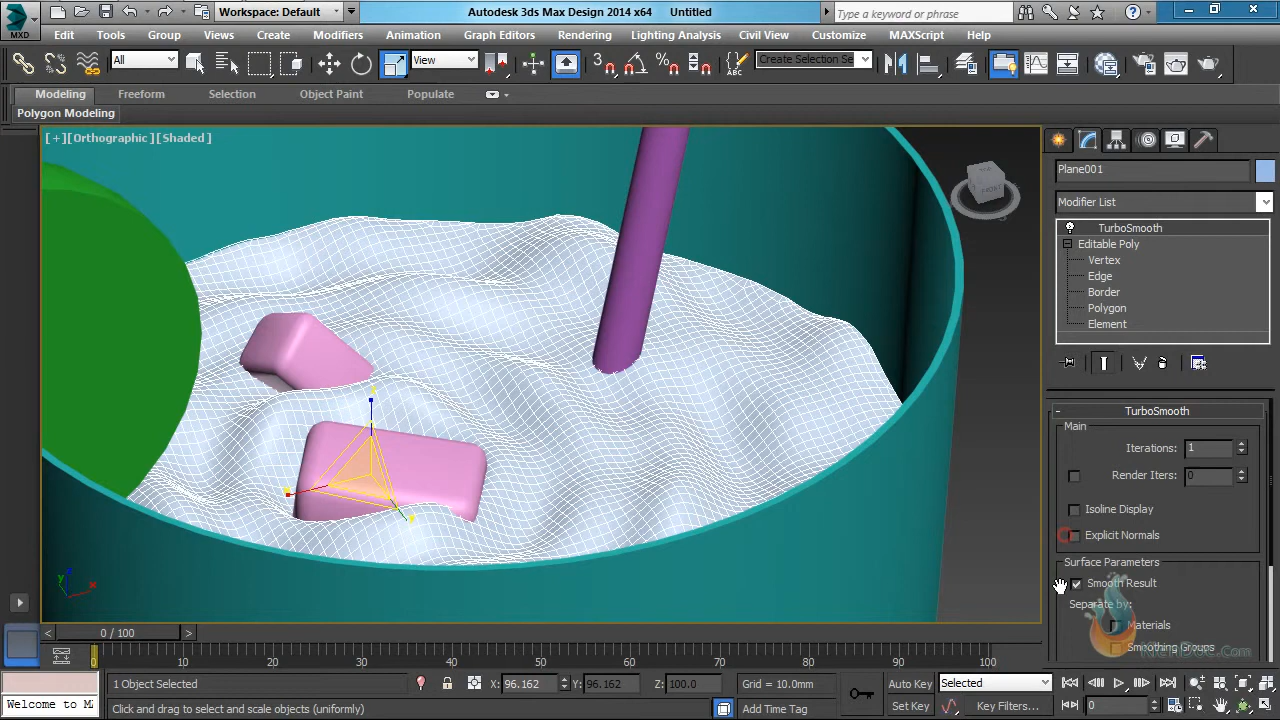 MXD
Workspace: Default
Autodesk 3ds Max Design 2014 x64 Untitled
Type a keyword or phrase
Edit Tools Group Views Create Modifiers Animation Graph Editors Rendering Lighting Analysis Civil View Customize MAXScript Help
All
View
3
Create Selection Se
Modeling Freeform Selection Object Paint Populate
Polygon Modeling
[+][Orthographic][Shaded]
FRONT
Plane001
Modifier List
TurboSmooth
Editable Poly
Vertex
Edge
Border
Polygon
Element
- TurboSmooth
Main
Iterations: 1
Render Iters: 0
Isoline Display
Explicit Normals
Surface Parameters
Smooth Result
Separate by:
Materials
Smoothing Groups
z
y
x
< 0 / 100 >
0 10 20 30 40 50 60 70 80 90 100
1 Object Selected
X: 96.162 Y: 96.162 Z: 100.0
Grid = 10.0mm
Auto Key
Selected
Welcome to M
Click and drag to select and scale objects (uniformly)
Add Time Tag
Set Key
Key Filters...
0